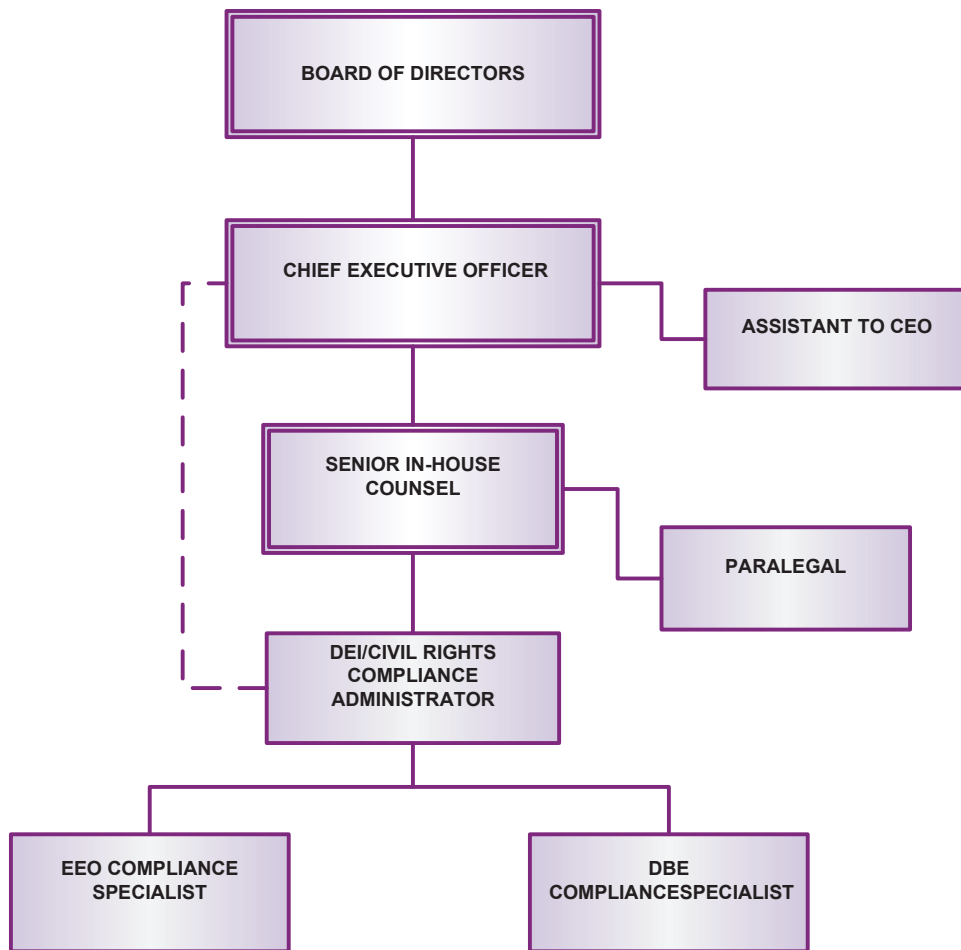 BOARD OF DIRECTORS
CHIEF EXECUTIVE OFFICER
ASSISTANT TO CEO
SENIOR IN-HOUSE
COUNSEL
PARALEGAL
DEI/CIVIL RIGHTS
COMPLIANCE
ADMINISTRATOR
EEO COMPLIANCE
SPECIALIST
DBE
COMPLIANCESPECIALIST